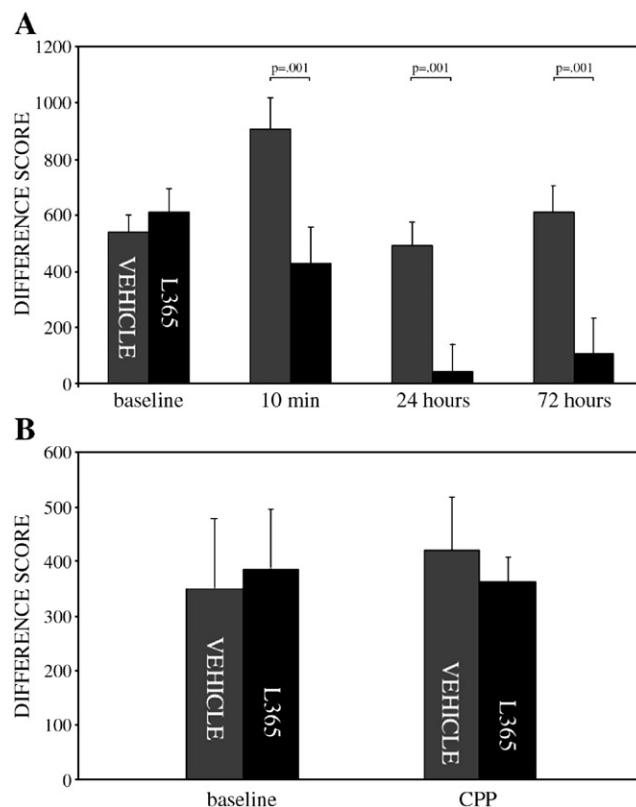 A
1200
1000
800
600
400
200
0
DIFFERENCE SCORE
p=.001
p=.001
p=.001
VEHICLE
L365
baseline
10 min
24 hours
72 hours
B
600
500
400
300
200
100
0
DIFFERENCE SCORE
VEHICLE
L365
VEHICLE
L365
baseline
CPP